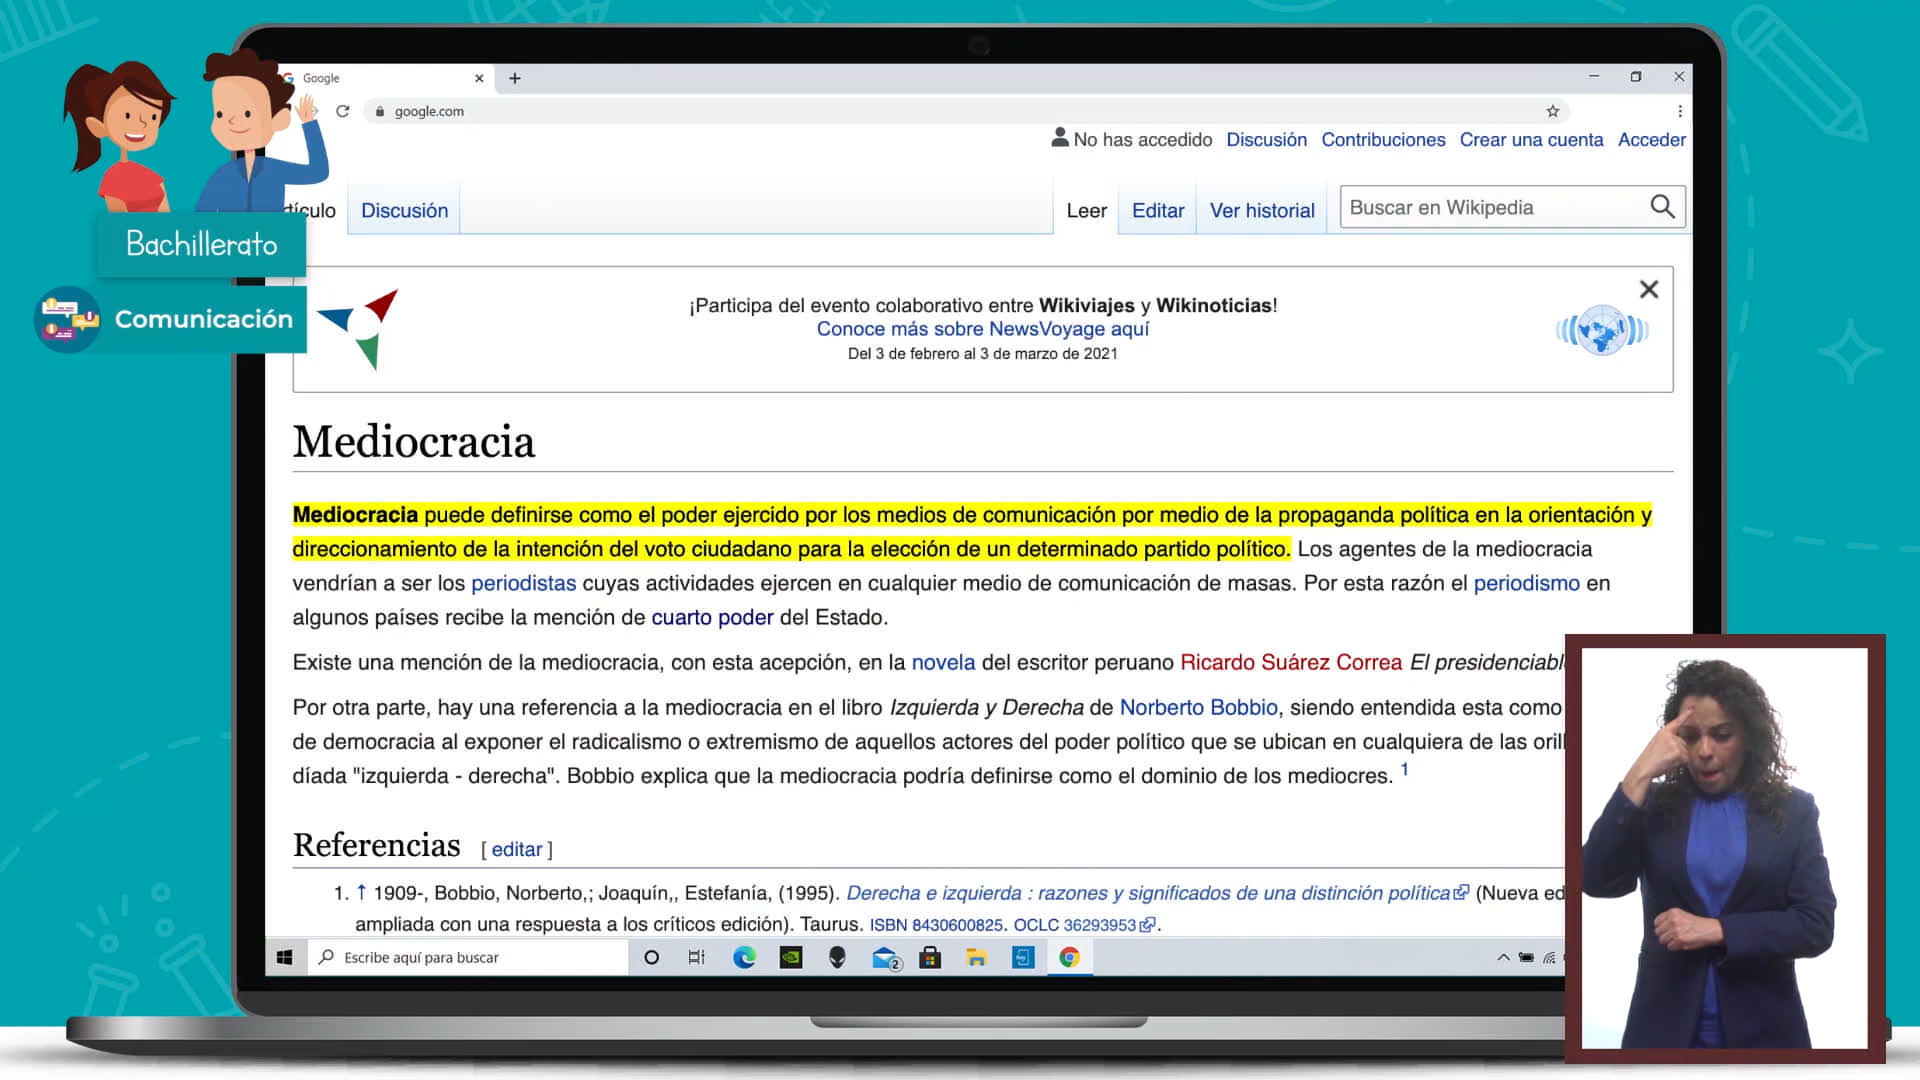 Google
google.com
No has accedido Discusión Contribuciones Crear una cuenta Acceder
Discusión
Leer Editar Ver historial Buscar en Wikipedia
Bachillerato
Comunicación
¡Participa del evento colaborativo entre Wikiviajes y Wikinoticias!
Conoce más sobre NewsVoyage aquí
Del 3 de febrero al 3 de marzo de 2021
Mediocracia
Mediocracia puede definirse como el poder ejercido por los medios de comunicación por medio de la propaganda política en la orientación y
direccionamiento de la intención del voto ciudadano para la elección de un determinado partido político. Los agentes de la mediocracia
vendrían a ser los periodistas cuyas actividades ejercen en cualquier medio de comunicación de masas. Por esta razón el periodismo en
algunos países recibe la mención de cuarto poder del Estado.
Existe una mención de la mediocracia, con esta acepción, en la novela del escritor peruano Ricardo Suárez Correa El
Por otra parte, hay una referencia a la mediocracia en el libro Izquierda y Derecha de Norberto Bobbio, siendo entendida esta como
de democracia al exponer el radicalismo o extremismo de aquellos actores del poder político que se ubican en cualquiera de las
díada "izquierda - derecha". Bobbio explica que la mediocracia podría definirse como el dominio de los mediocres. 1
Referencias [ editar ]
1. ↑ 1909-, Bobbio, Norberto,; Joaquín,, Estefanía, (1995). Derecha e izquierda : razones y significados de una distinción política (Nueva
ampliada con una respuesta a los críticos edición). Taurus. ISBN 8430600825. OCLC 36293953.
Escribe aquí para buscar
2